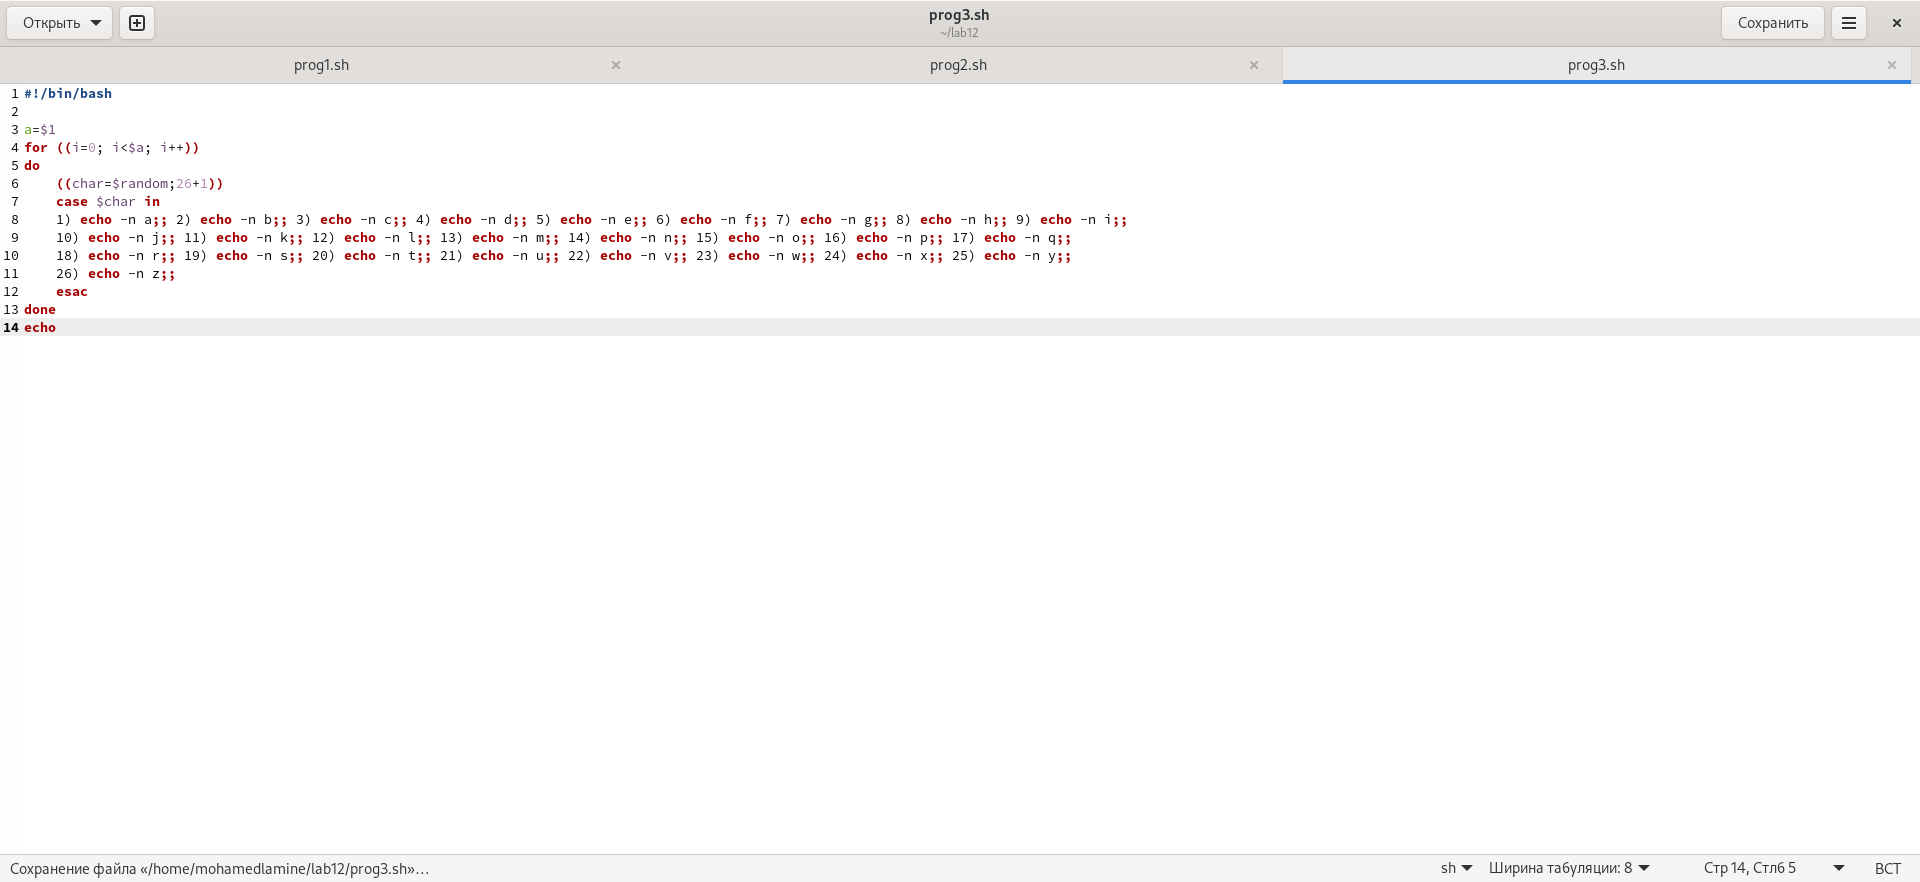 Открыть
prog3.sh
~/lab12
Сохранить
prog1.sh
prog2.sh
prog3.sh
1 #!/bin/bash
2
3 a=$1
4 for ((i=0; i<$a; i++))
5 do
6     ((char=$random;26+1))
7     case $char in
8     1) echo -n a;; 2) echo -n b;; 3) echo -n c;; 4) echo -n d;; 5) echo -n e;; 6) echo -n f;; 7) echo -n g;; 8) echo -n h;; 9) echo -n i;;
9     10) echo -n j;; 11) echo -n k;; 12) echo -n l;; 13) echo -n m;; 14) echo -n n;; 15) echo -n o;; 16) echo -n p;; 17) echo -n q;;
10     18) echo -n r;; 19) echo -n s;; 20) echo -n t;; 21) echo -n u;; 22) echo -n v;; 23) echo -n w;; 24) echo -n x;; 25) echo -n y;;
11     26) echo -n z;;
12     esac
13 done
14 echo
Сохранение файла «/home/mohamedlamine/lab12/prog3.sh»… sh Ширина табуляции: 8 Стр 14, Стлб 5 ВСТ